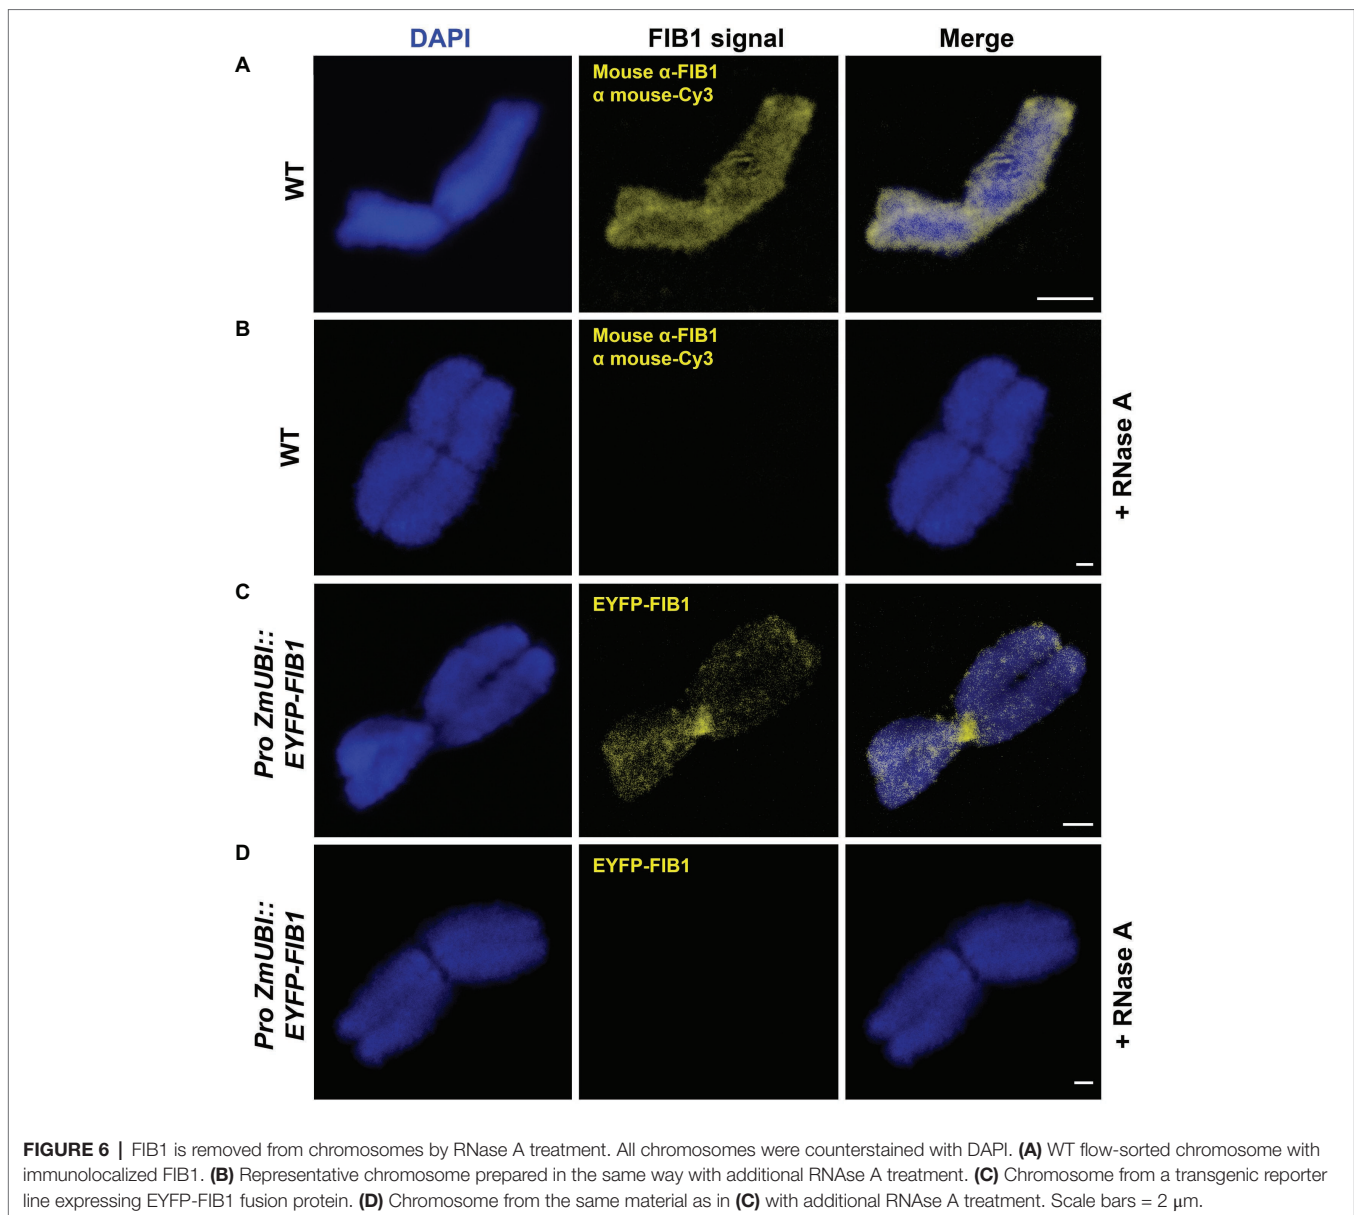 DAPI
FIB1 signal
Merge
A
WT
Mouse α-FIB1
α mouse-Cy3
B
WT
Mouse α-FIB1
α mouse-Cy3
+ RNase A
C
Pro ZmUBI::
EYFP-FIB1
EYFP-FIB1
D
Pro ZmUBI::
EYFP-FIB1
EYFP-FIB1
+ RNase A
FIGURE 6 | FIB1 is removed from chromosomes by RNase A treatment. All chromosomes were counterstained with DAPI. (A) WT flow-sorted chromosome with
immunolocalized FIB1. (B) Representative chromosome prepared in the same way with additional RNAse A treatment. (C) Chromosome from a transgenic reporter
line expressing EYFP-FIB1 fusion protein. (D) Chromosome from the same material as in (C) with additional RNAse A treatment. Scale bars = 2 μm.